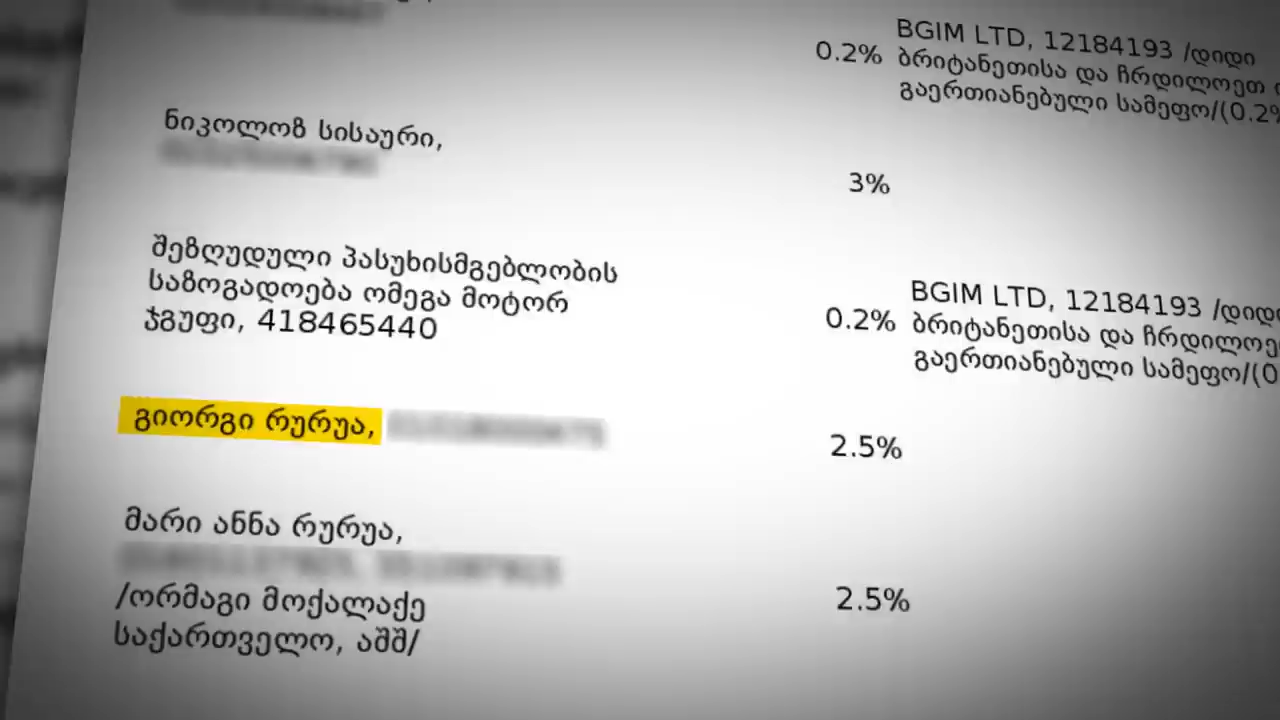 BGIM LTD, 12184193 /დიდი
0.2% ბრიტანეთისა და ჩრდილოეთ
გაერთიანებული სამეფო/(0.2%
ნიკოლოზ სისაური,
3%
შეზღუდული პასუხისმგებლობის
საზოგადოება ომეგა მოტორ
ჯგუფი, 418465440
BGIM LTD, 12184193 /დიდი
0.2% ბრიტანეთისა და ჩრდილოეთ
გაერთიანებული სამეფო/(0
გიორგი რურუა,
2.5%
მარი ანნა რურუა,
/ორმაგი მოქალაქე
საქართველო, აშშ/
2.5%